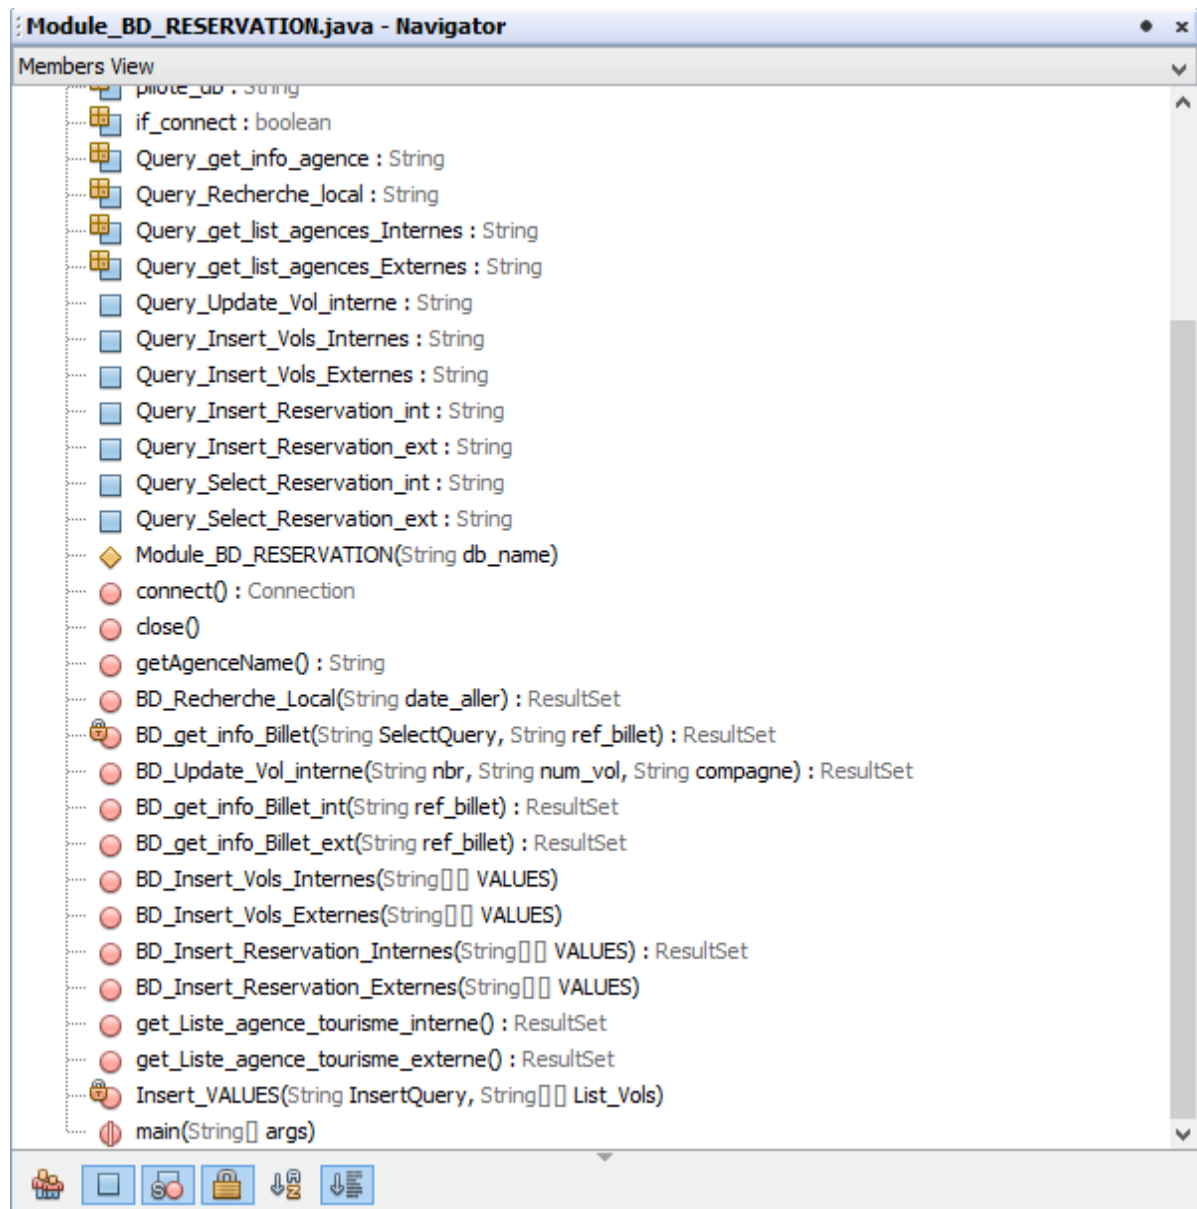 Module_BD_RESERVATION.java - Navigator
Members View
pilote_db : String
if_connect : boolean
Query_get_info_agence : String
Query_Recherche_local : String
Query_get_list_agences_Internes : String
Query_get_list_agences_Externes : String
Query_Update_Vol_interne : String
Query_Insert_Vols_Internes : String
Query_Insert_Vols_Externes : String
Query_Insert_Reservation_int : String
Query_Insert_Reservation_ext : String
Query_Select_Reservation_int : String
Query_Select_Reservation_ext : String
Module_BD_RESERVATION(String db_name)
connect() : Connection
close()
getAgenceName() : String
BD_Recherche_Local(String date_aller) : ResultSet
BD_get_info_Billet(String SelectQuery, String ref_billet) : ResultSet
BD_Update_Vol_interne(String nbr, String num_vol, String compagne) : ResultSet
BD_get_info_Billet_int(String ref_billet) : ResultSet
BD_get_info_Billet_ext(String ref_billet) : ResultSet
BD_Insert_Vols_Internes(String[][] VALUES)
BD_Insert_Vols_Externes(String[][] VALUES)
BD_Insert_Reservation_Internes(String[][] VALUES) : ResultSet
BD_Insert_Reservation_Externes(String[][] VALUES)
get_Liste_agence_tourisme_interne() : ResultSet
get_Liste_agence_tourisme_externe() : ResultSet
Insert_VALUES(String InsertQuery, String[][] List_Vols)
main(String[] args)